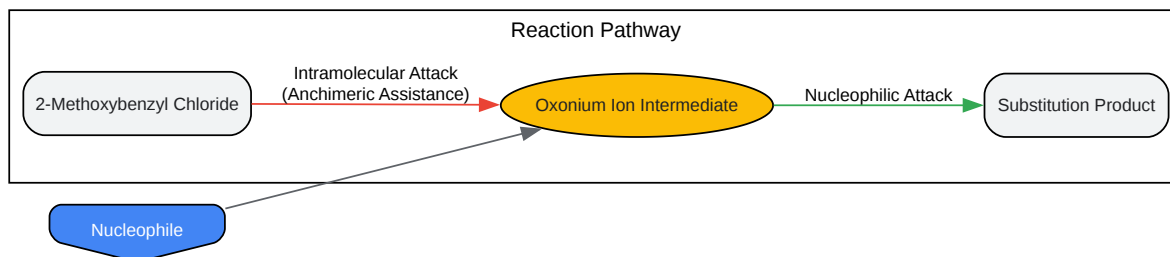 Reaction Pathway
2-Methoxybenzyl Chloride
Intramolecular Attack
(Anchimeric Assistance)
Oxonium Ion Intermediate
Nucleophilic Attack
Substitution Product
Nucleophile